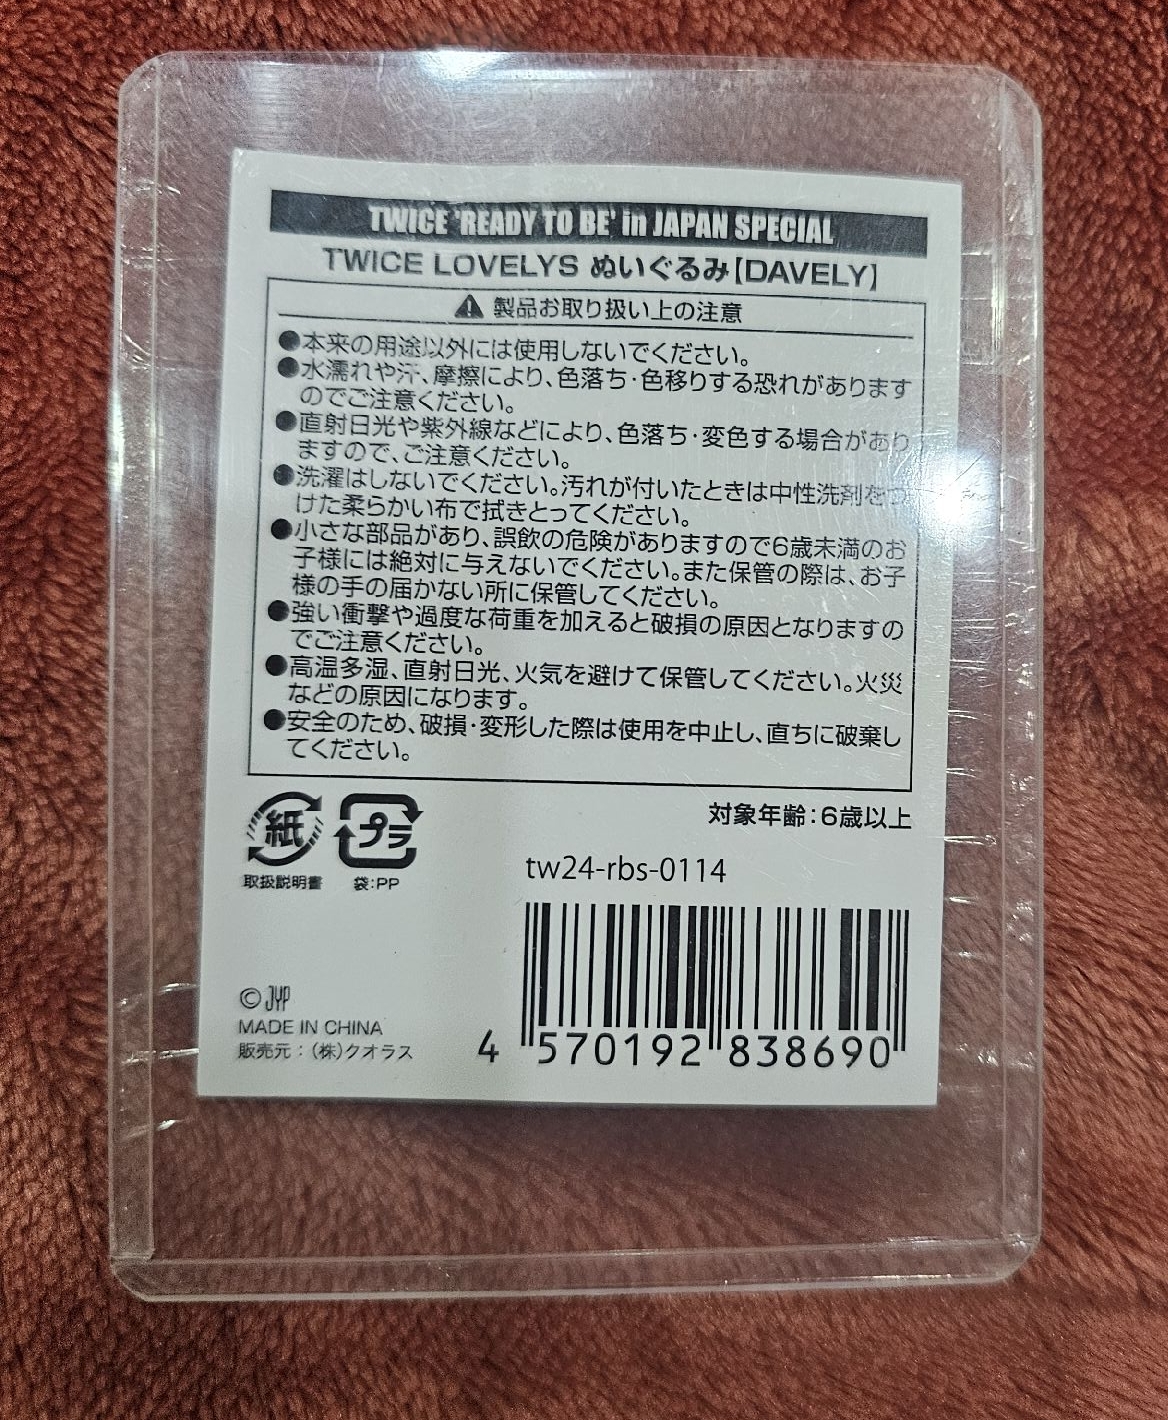 TWICE 'READY TO BE' in JAPAN SPECIAL
TWICE LOVELYS ぬいぐるみ【DAVELY】
製品お取り扱い上の注意
●本来の用途以外には使用しないでください。
●水濡れや汗、摩擦により、色落ち・色移りする恐れがあります
のでご注意ください。
●直射日光や紫外線などにより、色落ち・変色する場合があり
ますので、ご注意ください。
●洗濯はしないでください。汚れが付いたときは中性洗剤をつ
けた柔らかい布で拭きとってください。
●小さな部品があり、誤飲の危険がありますので6歳未満のお
子様には絶対に与えないでください。また保管の際は、お子
様の手の届かない所に保管してください。
●強い衝撃や過度な荷重を加えると破損の原因となりますの
でご注意ください。
●高温多湿、直射日光、火気を避けて保管してください。火災
などの原因になります。
●安全のため、破損・変形した際は使用を中止し、直ちに破棄し
てください。
対象年齢:6歳以上
紙
プラ
取扱説明書
袋:PP
tw24-rbs-0114
© JYP
MADE IN CHINA
販売元:(株)クオラス
4 570192 838690